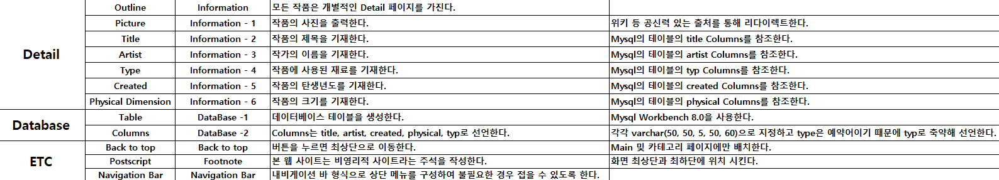 Detail
Outline Information 모든 작품은 개별적인 Detail 페이지를 가진다.
Picture Information - 1 작품의 사진을 출력한다. 위키 등 공신력 있는 출처를 통해 리다이렉트한다.
Title Information - 2 작품의 제목을 기재한다. Mysql의 테이블의 title Columns를 참조한다.
Artist Information - 3 작가의 이름을 기재한다. Mysql의 테이블의 artist Columns를 참조한다.
Type Information - 4 작품에 사용된 재료를 기재한다. Mysql의 테이블의 typ Columns를 참조한다.
Created Information - 5 작품의 탄생년도를 기재한다. Mysql의 테이블의 created Columns를 참조한다.
Physical Dimension Information - 6 작품의 크기를 기재한다. Mysql의 테이블의 physical Columns를 참조한다.
Database
Table DataBase -1 데이터베이스 테이블을 생성한다. Mysql Workbench 8.0을 사용한다.
Columns DataBase -2 Columns는 title, artist, created, physical, typ로 선언한다. 각각 varchar(50, 50, 5, 50, 60)으로 지정하고 type은 예약어이기 때문에 typ로 축약해 선언한다.
ETC
Back to top Back to top 버튼을 누르면 최상단으로 이동한다. Main 및 카테고리 페이지에만 배치한다.
Postscript Footnote 본 웹 사이트는 비영리적 사이트라는 주석을 작성한다. 화면 최상단과 최하단에 위치 시킨다.
Navigation Bar Navigation Bar 내비게이션 바 형식으로 상단 메뉴를 구성하여 불필요한 경우 접을 수 있도록 한다.